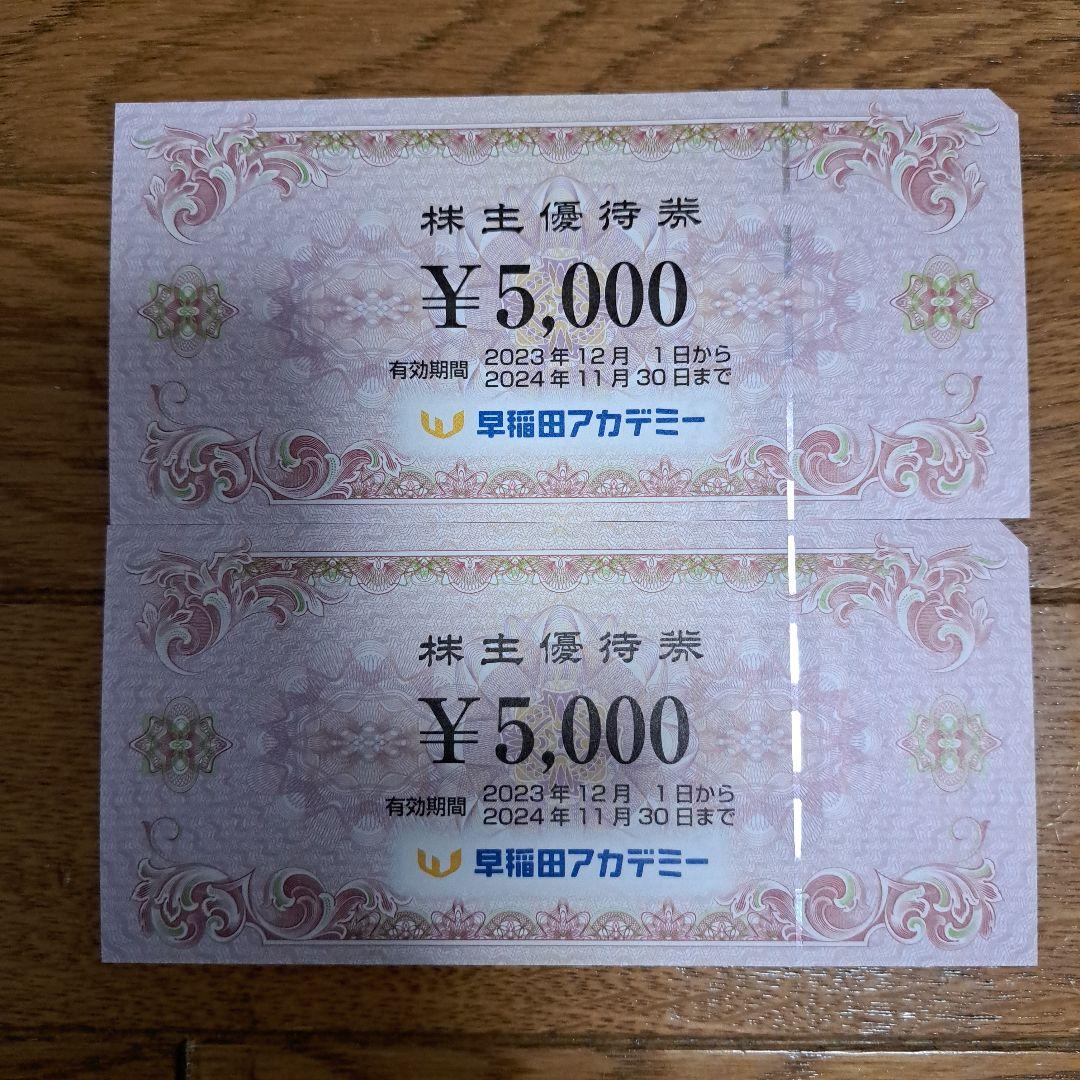 株主優待券
¥5,000
有効期間 2023年12月 1日から
2024年11月30日まで
早稲田アカデミー
株主優待券
¥5,000
有効期間 2023年12月 1日から
2024年11月30日まで
早稲田アカデミー